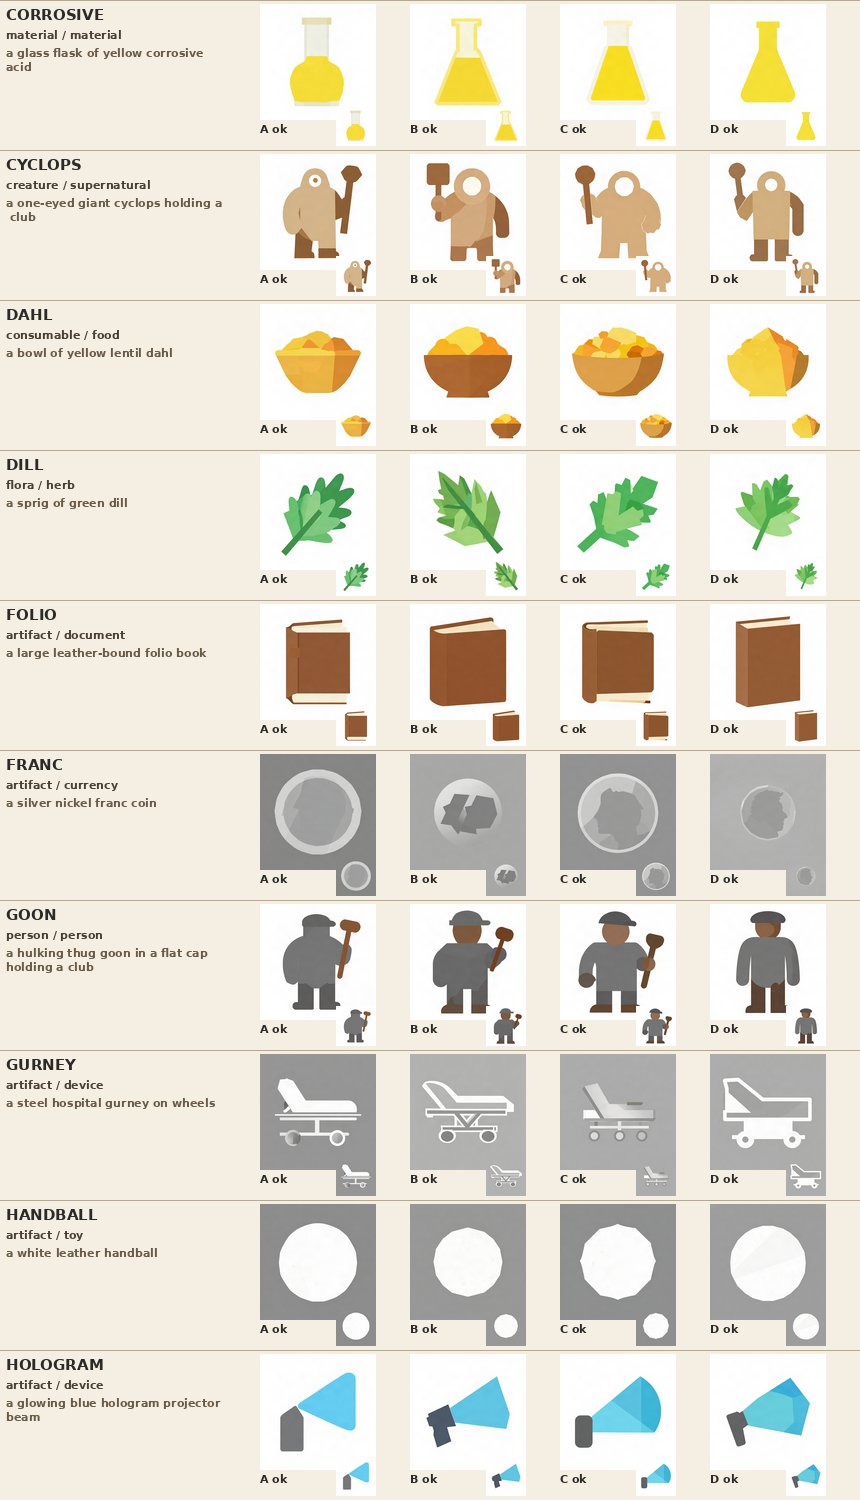 CORROSIVE
material / material
a glass flask of yellow corrosive
acid
A ok
B ok
C ok
D ok
CYCLOPS
creature / supernatural
a one-eyed giant cyclops holding a
club
A ok
B ok
C ok
D ok
DAHL
consumable / food
a bowl of yellow lentil dahl
A ok
B ok
C ok
D ok
DILL
flora / herb
a sprig of green dill
A ok
B ok
C ok
D ok
FOLIO
artifact / document
a large leather-bound folio book
A ok
B ok
C ok
D ok
FRANC
artifact / currency
a silver nickel franc coin
A ok
B ok
C ok
D ok
GOON
person / person
a hulking thug goon in a flat cap
holding a club
A ok
B ok
C ok
D ok
GURNEY
artifact / device
a steel hospital gurney on wheels
A ok
B ok
C ok
D ok
HANDBALL
artifact / toy
a white leather handball
A ok
B ok
C ok
D ok
HOLOGRAM
artifact / device
a glowing blue hologram projector
beam
A ok
B ok
C ok
D ok